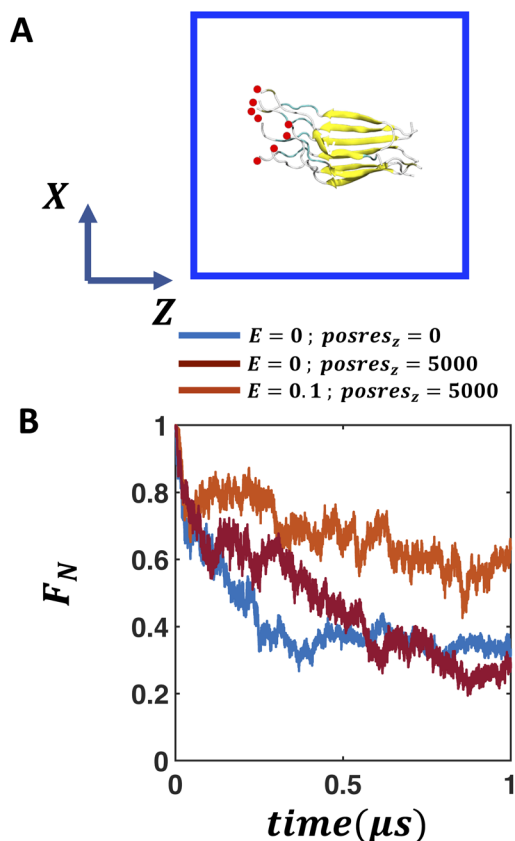 A
X
Z
E = 0 ; posres_z = 0
E = 0 ; posres_z = 5000
E = 0.1 ; posres_z = 5000
B
1
0.8
0.6
0.4
0.2
0
F_N
0 0.5 1
time(μs)